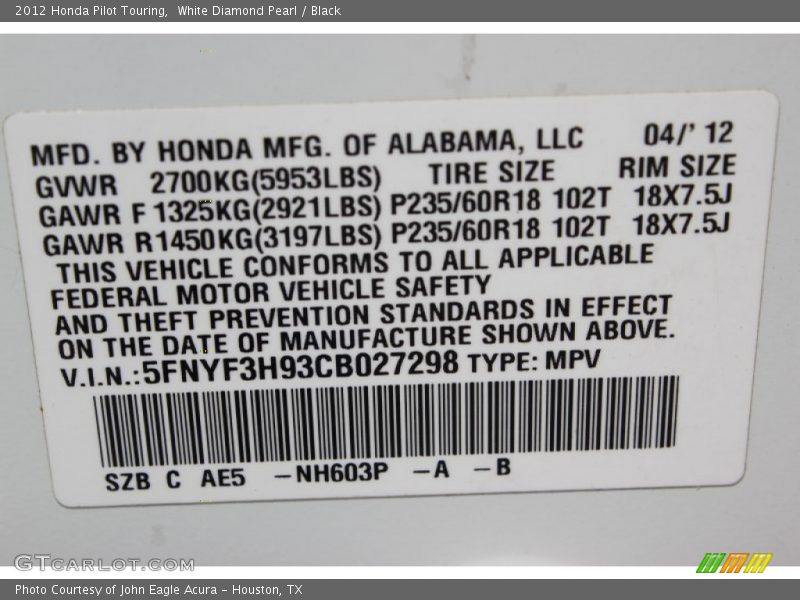 2012 Honda Pilot Touring,  White Diamond Pearl / Black
MFD. BY HONDA MFG. OF ALABAMA, LLC 04/' 12
GVWR 2700KG(5953LBS) TIRE SIZE RIM SIZE
GAWR F 1325KG(2921LBS) P235/60R18 102T 18X7.5J
GAWR R1450KG(3197LBS) P235/60R18 102T 18X7.5J
THIS VEHICLE CONFORMS TO ALL APPLICABLE
FEDERAL MOTOR VEHICLE SAFETY
AND THEFT PREVENTION STANDARDS IN EFFECT
ON THE DATE OF MANUFACTURE SHOWN ABOVE.
V.I.N.:5FNYF3H93CB027298 TYPE: MPV
SZB C AE5 –NH603P –A –B
GTCARLOT.COM
Photo Courtesy of John Eagle Acura – Houston, TX